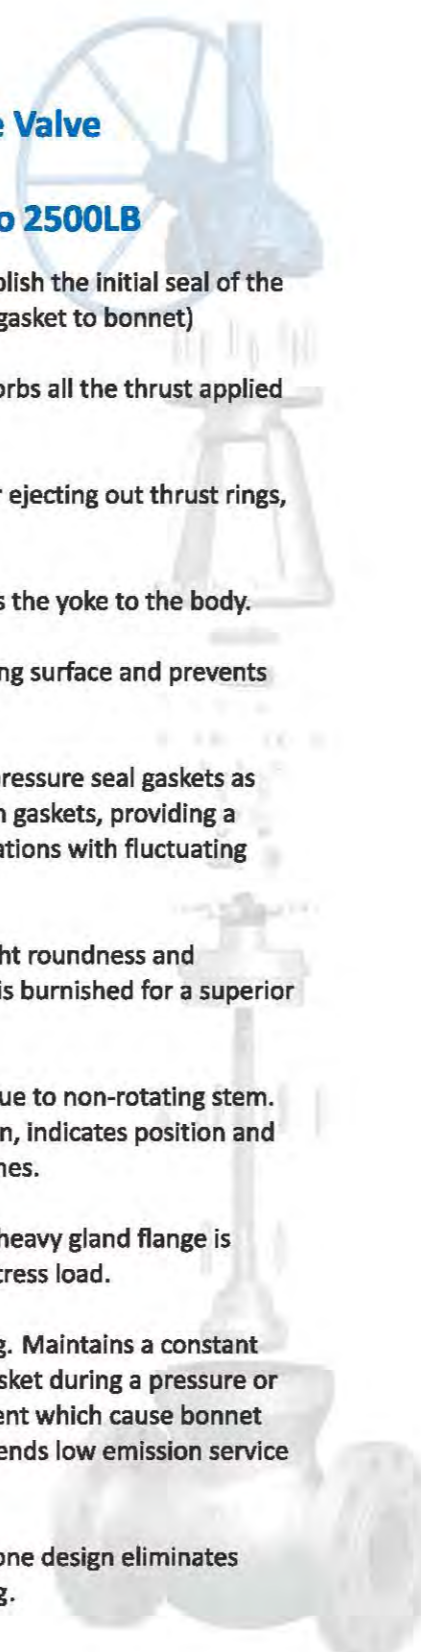 e Valve
o 2500LB
olish the initial seal of the
gasket to bonnet)
orbs all the thrust applied
r ejecting out thrust rings,
s the yoke to the body.
ng surface and prevents
pressure seal gaskets as
n gaskets, providing a
ations with fluctuating
ht roundness and
is burnished for a superior
ue to non-rotating stem.
n, indicates position and
nes.
heavy gland flange is
tress load.
g. Maintains a constant
sket during a pressure or
ent which cause bonnet
ends low emission service
one design eliminates
g.